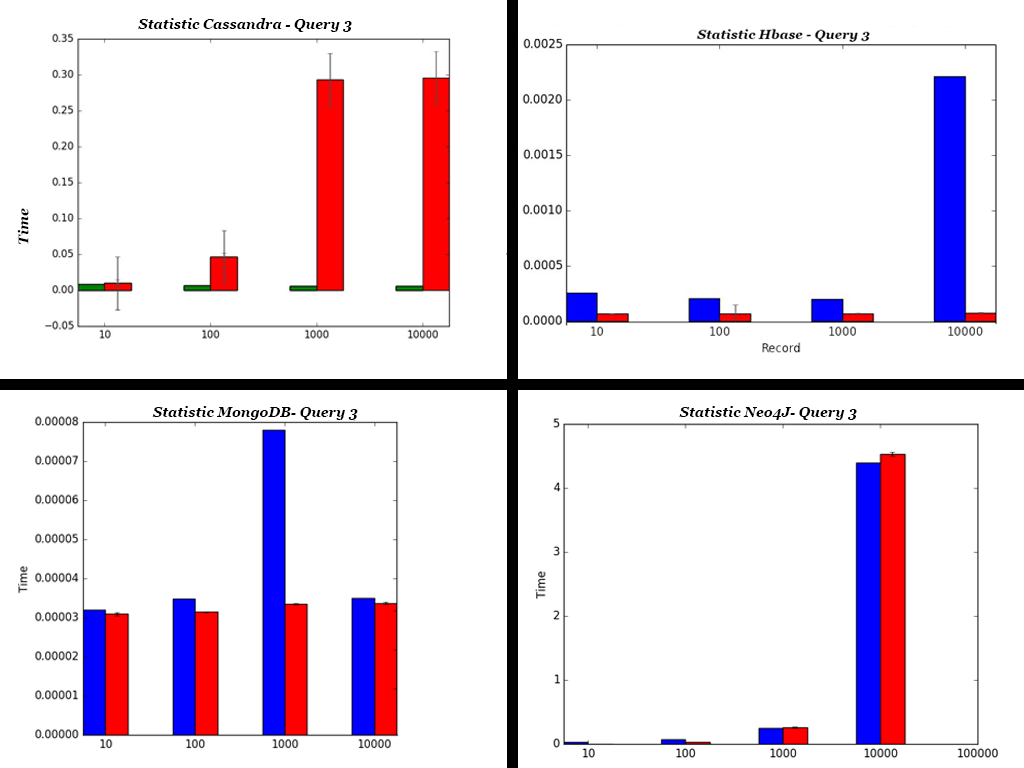 Statistic Cassandra - Query 3
0.35
0.30
0.25
0.20
0.15
0.10
0.05
0.00
−0.05
Time
10 100 1000 10000
Statistic Hbase - Query 3
0.0025
0.0020
0.0015
0.0010
0.0005
0.0000
10 100 1000 10000
Record
Statistic MongoDB- Query 3
0.00008
0.00007
0.00006
0.00005
0.00004
0.00003
0.00002
0.00001
0.00000
Time
10 100 1000 10000
Statistic Neo4J- Query 3
5
4
3
2
1
0
Time
10 100 1000 10000 100000